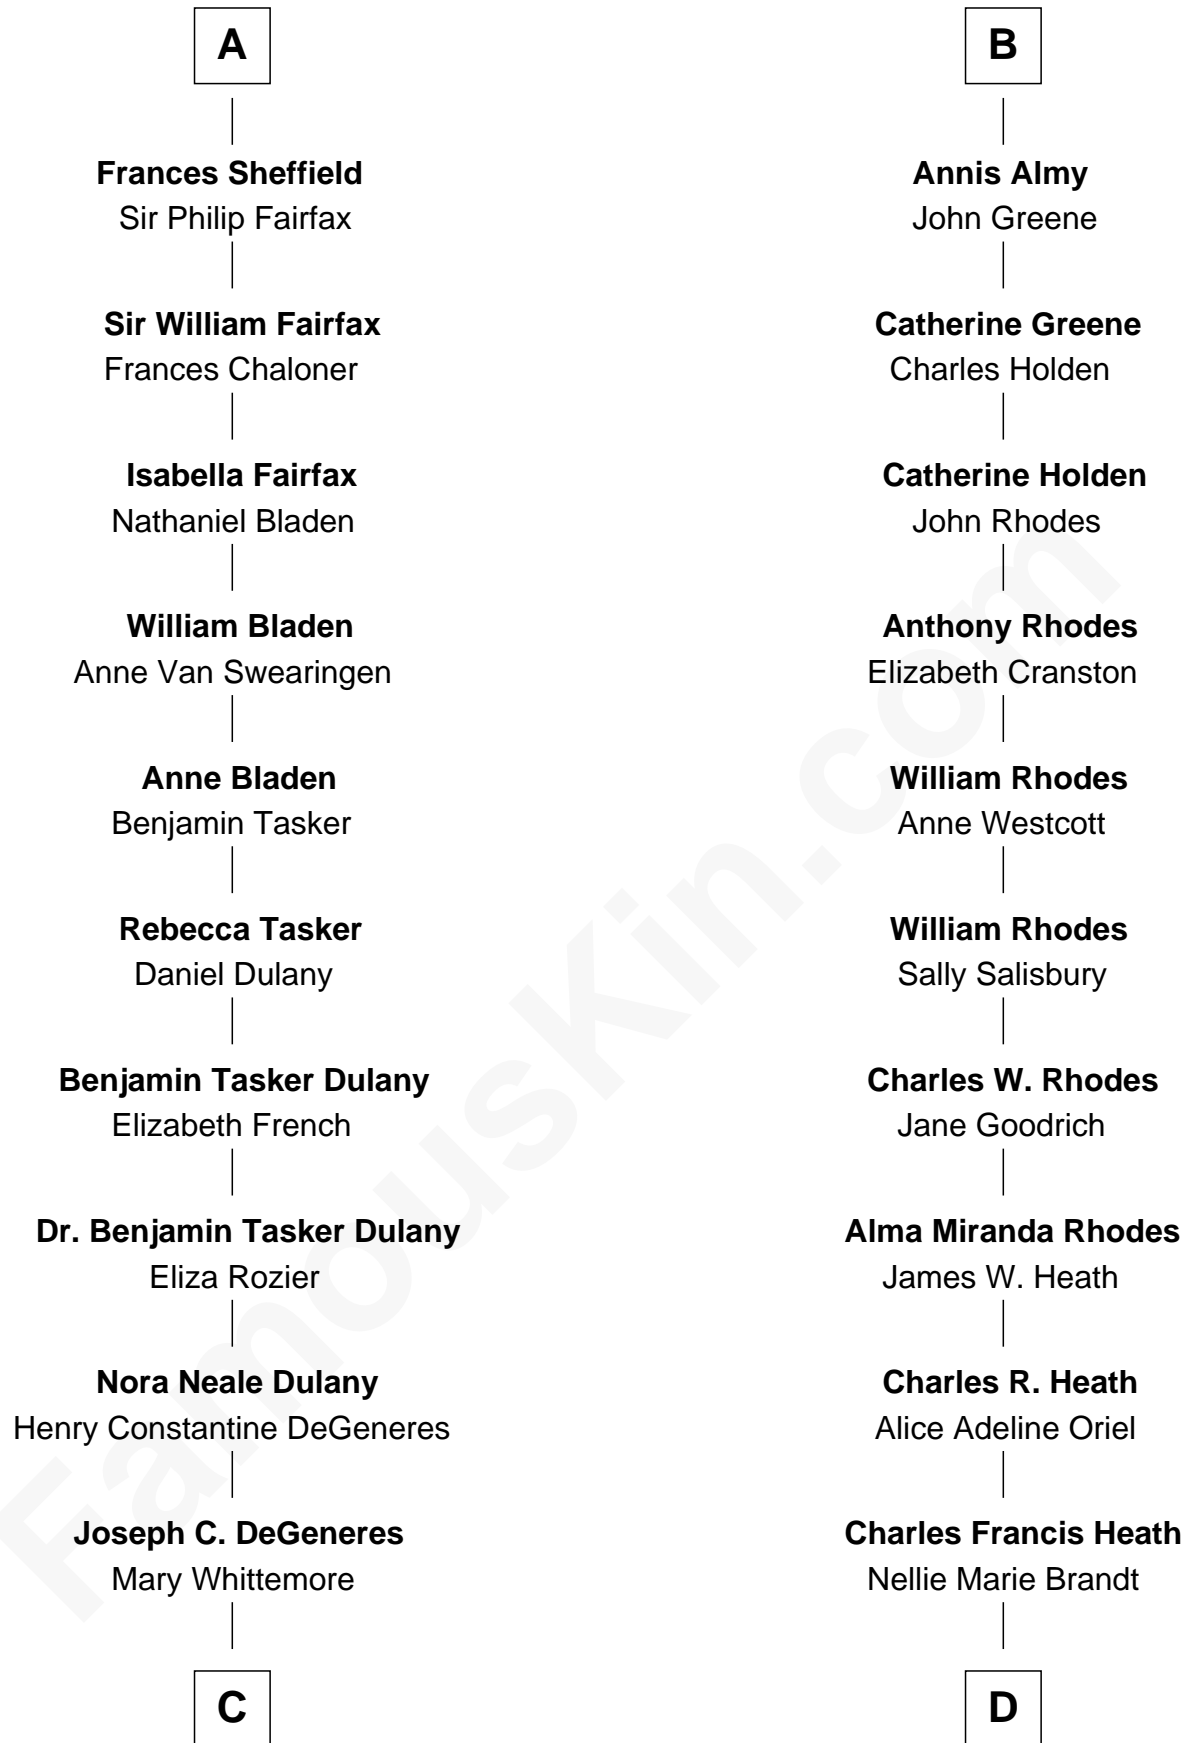 A
Frances Sheffield
Sir Philip Fairfax
Sir William Fairfax
Frances Chaloner
Isabella Fairfax
Nathaniel Bladen
William Bladen
Anne Van Swearingen
Anne Bladen
Benjamin Tasker
Rebecca Tasker
Daniel Dulany
Benjamin Tasker Dulany
Elizabeth French
Dr. Benjamin Tasker Dulany
Eliza Rozier
Nora Neale Dulany
Henry Constantine DeGeneres
Joseph C. DeGeneres
Mary Whittemore
C
B
Annis Almy
John Greene
Catherine Greene
Charles Holden
Catherine Holden
John Rhodes
Anthony Rhodes
Elizabeth Cranston
William Rhodes
Anne Westcott
William Rhodes
Sally Salisbury
Charles W. Rhodes
Jane Goodrich
Alma Miranda Rhodes
James W. Heath
Charles R. Heath
Alice Adeline Oriel
Charles Francis Heath
Nellie Marie Brandt
D
FamousKin.com